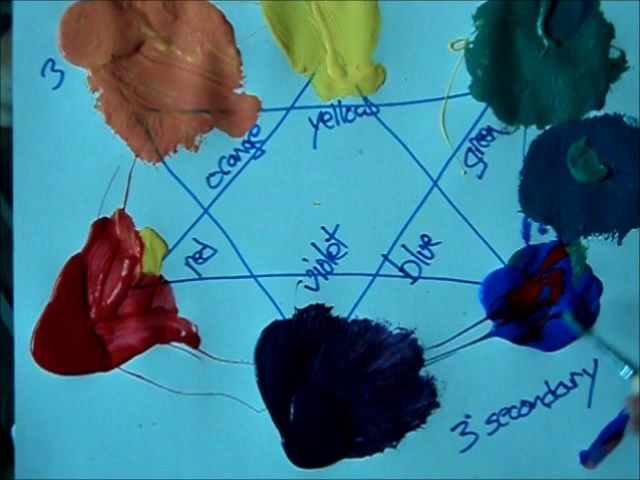 3
yellow
orange
green
red
violet
blue
3 secondary